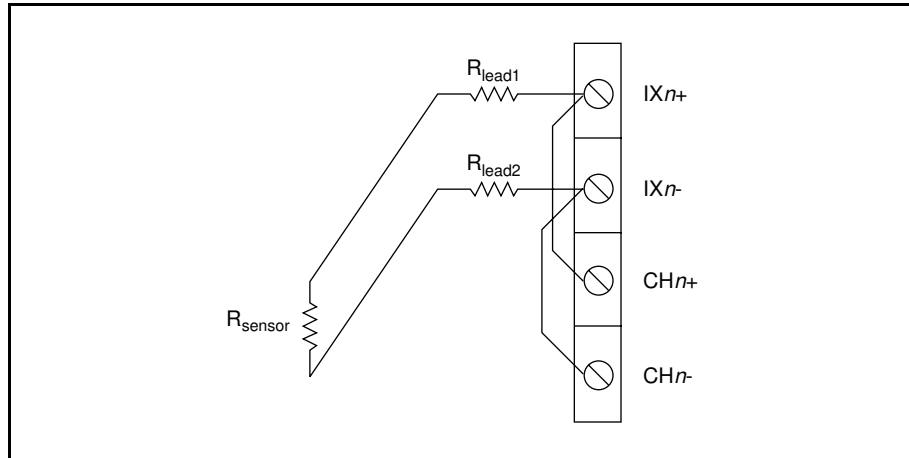 R_lead1
IXn+
R_lead2
IXn-
CHn+
R_sensor
CHn-